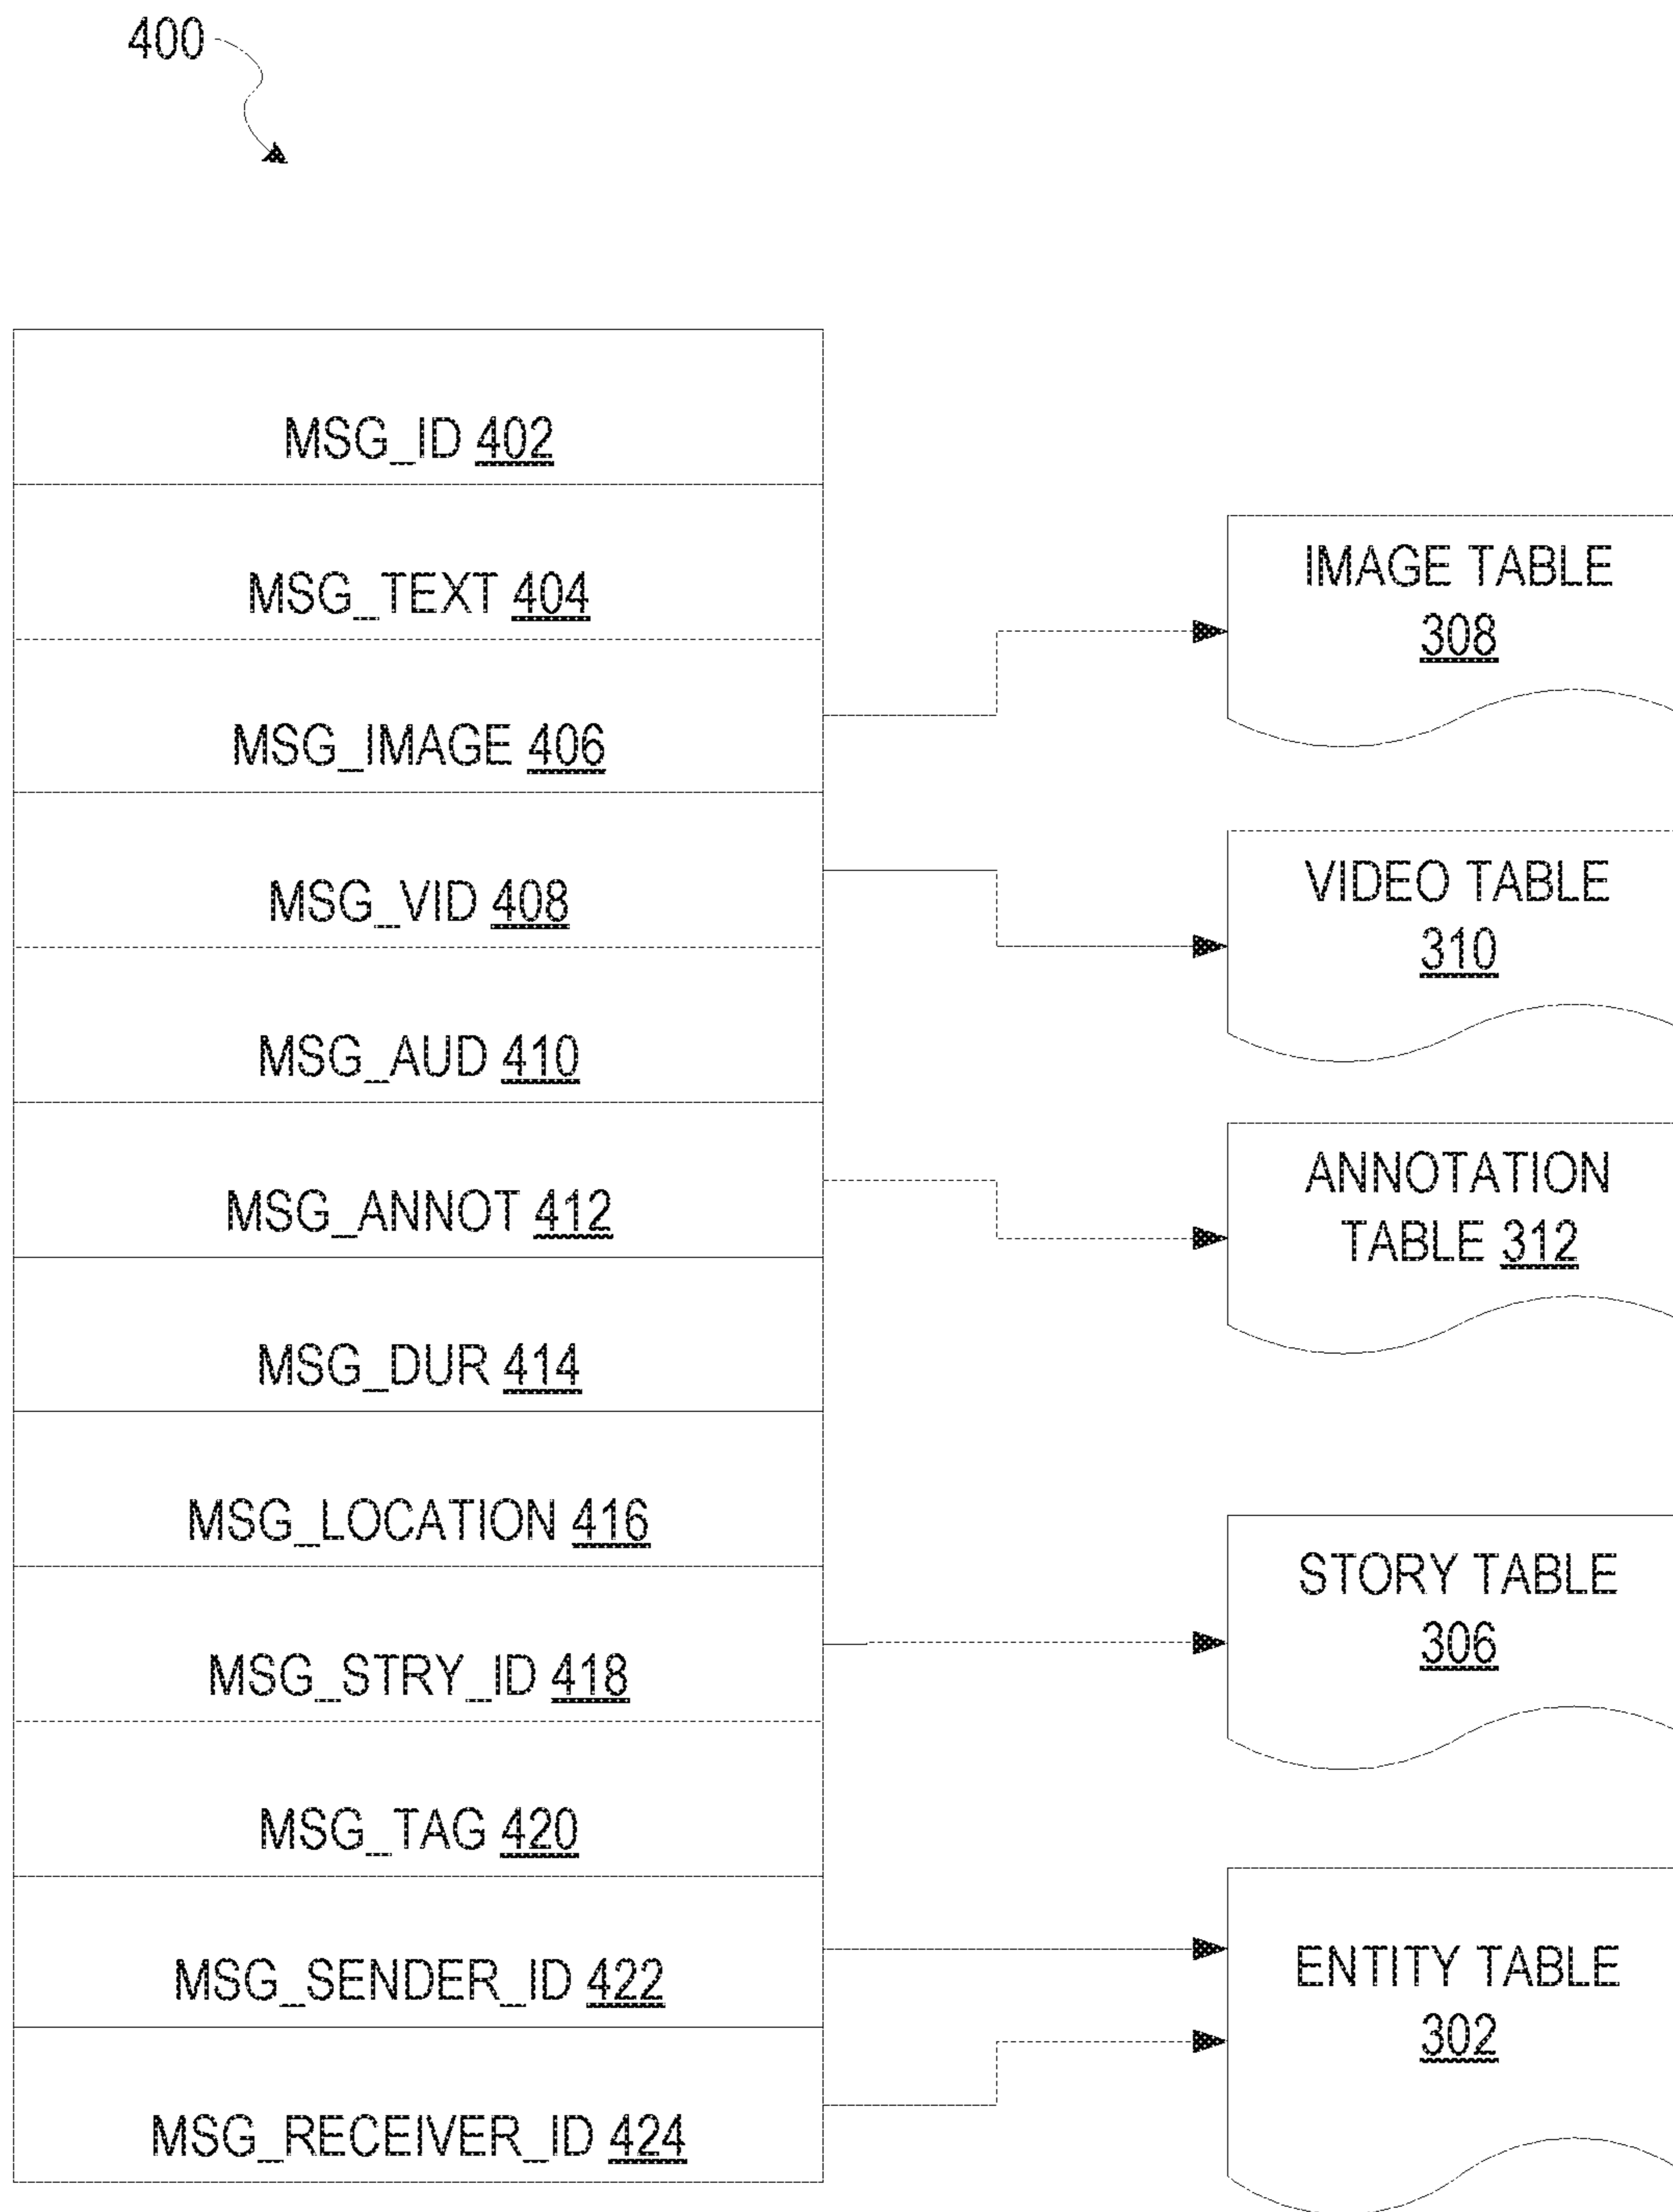 400
MSG_ID 402
MSG_TEXT 404
MSG_IMAGE 406
MSG_VID 408
MSG_AUD 410
MSG_ANNOT 412
MSG_DUR 414
MSG_LOCATION 416
MSG_STRY_ID 418
MSG_TAG 420
MSG_SENDER_ID 422
MSG_RECEIVER_ID 424
IMAGE TABLE
308
VIDEO TABLE
310
ANNOTATION
TABLE 312
STORY TABLE
306
ENTITY TABLE
302